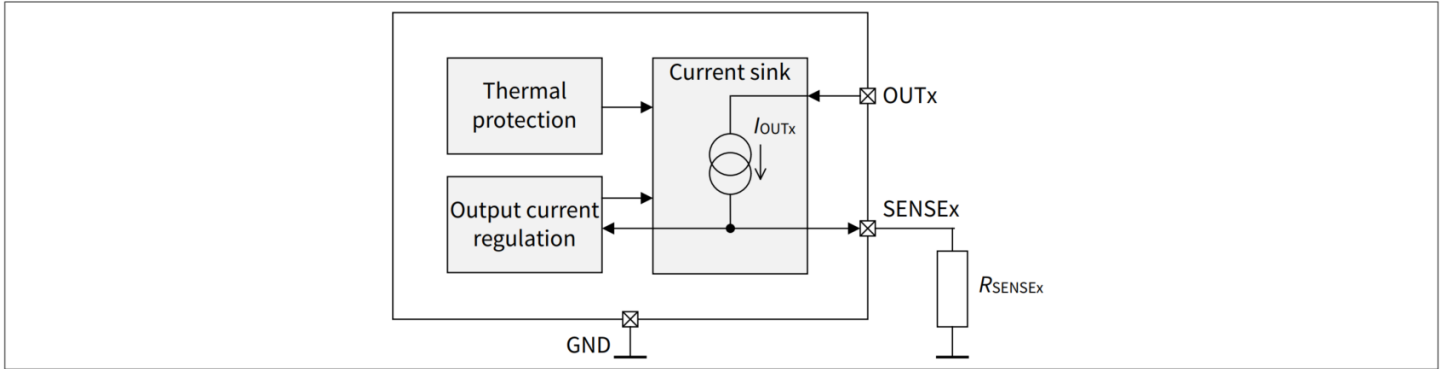 Thermal
protection
Current sink
OUTx
IOUTx
Output current
regulation
SENSEx
RSENSEx
GND